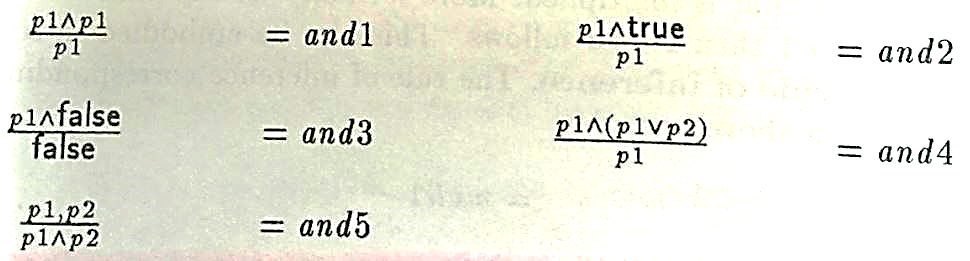 p1∧p1/p1 = and1 p1∧true/p1 = and2
p1∧false/false = and3 p1∧(p1∨p2)/p1 = and4
p1,p2/p1∧p2 = and5